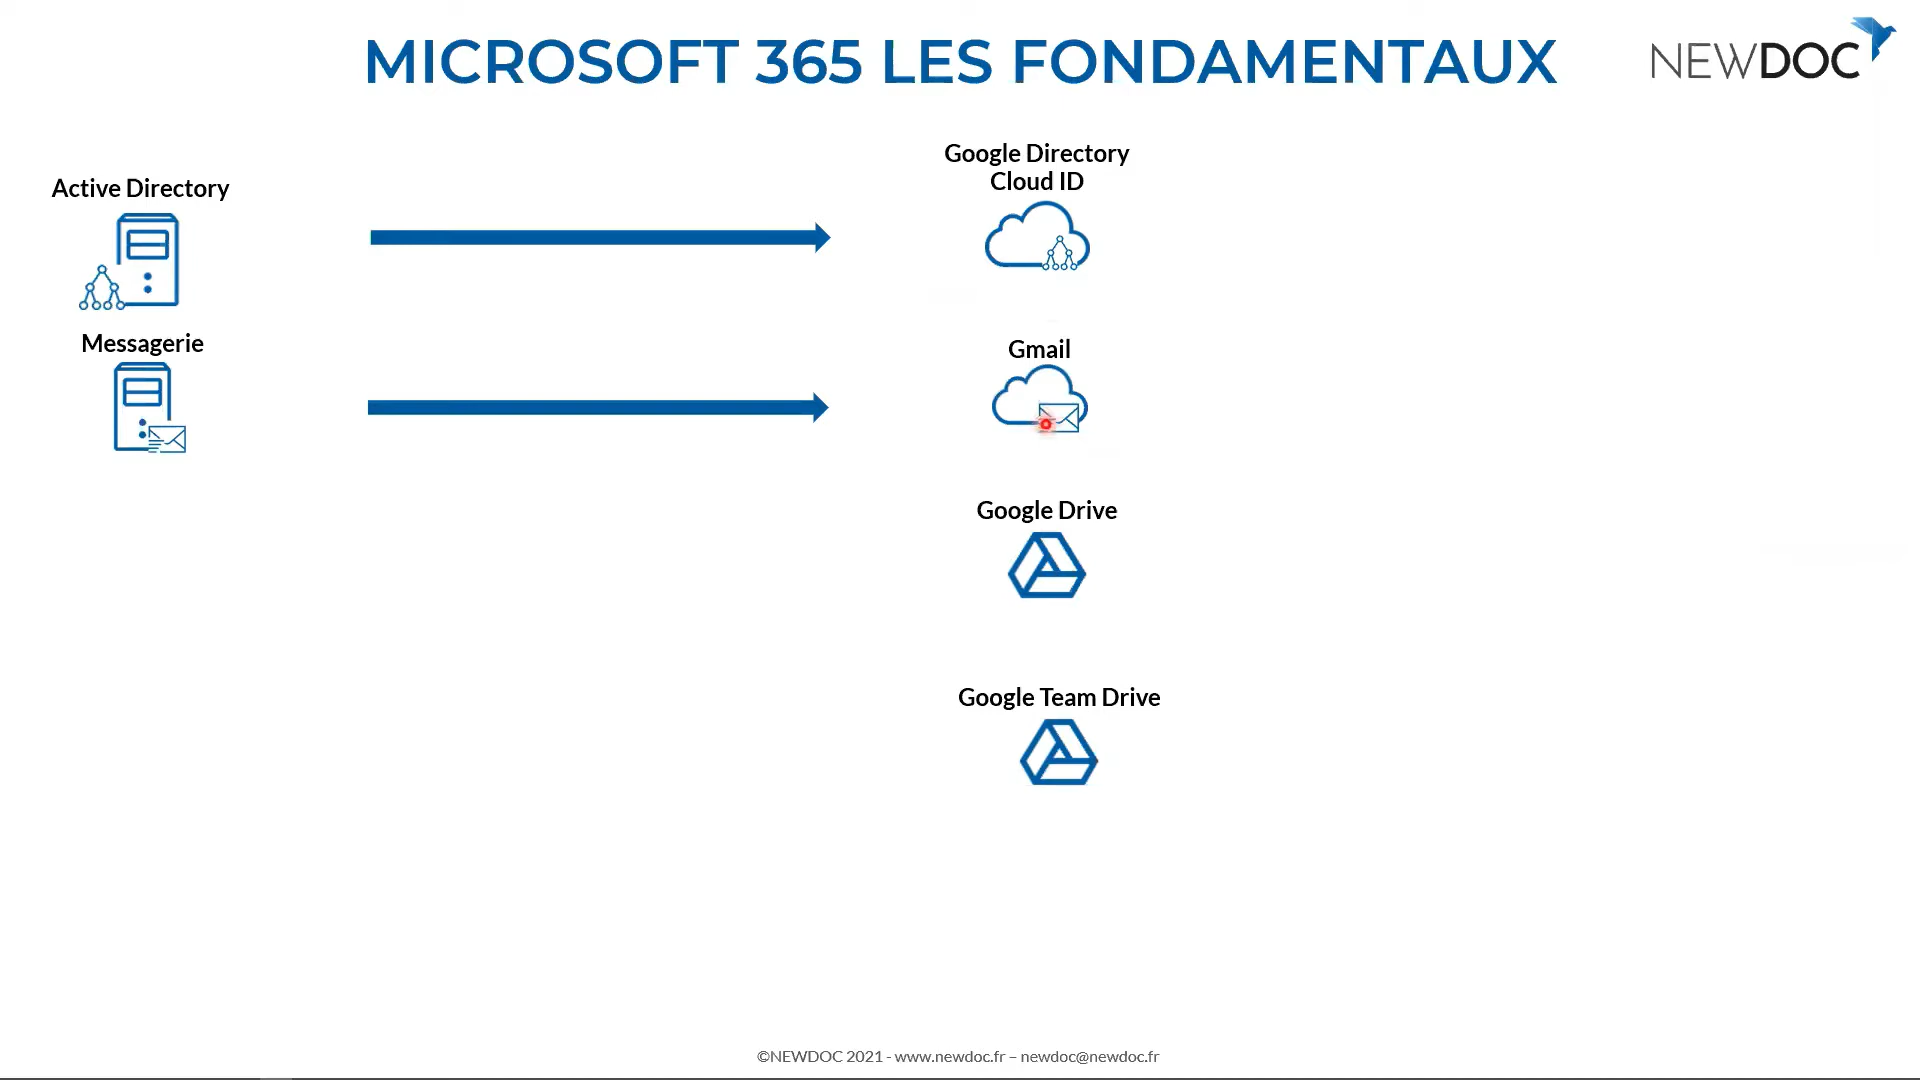 MICROSOFT 365 LES FONDAMENTAUX
NEWDOC
Active Directory
Google Directory
Cloud ID
Messagerie
Gmail
Google Drive
Google Team Drive
©NEWDOC 2021 - www.newdoc.fr – newdoc@newdoc.fr